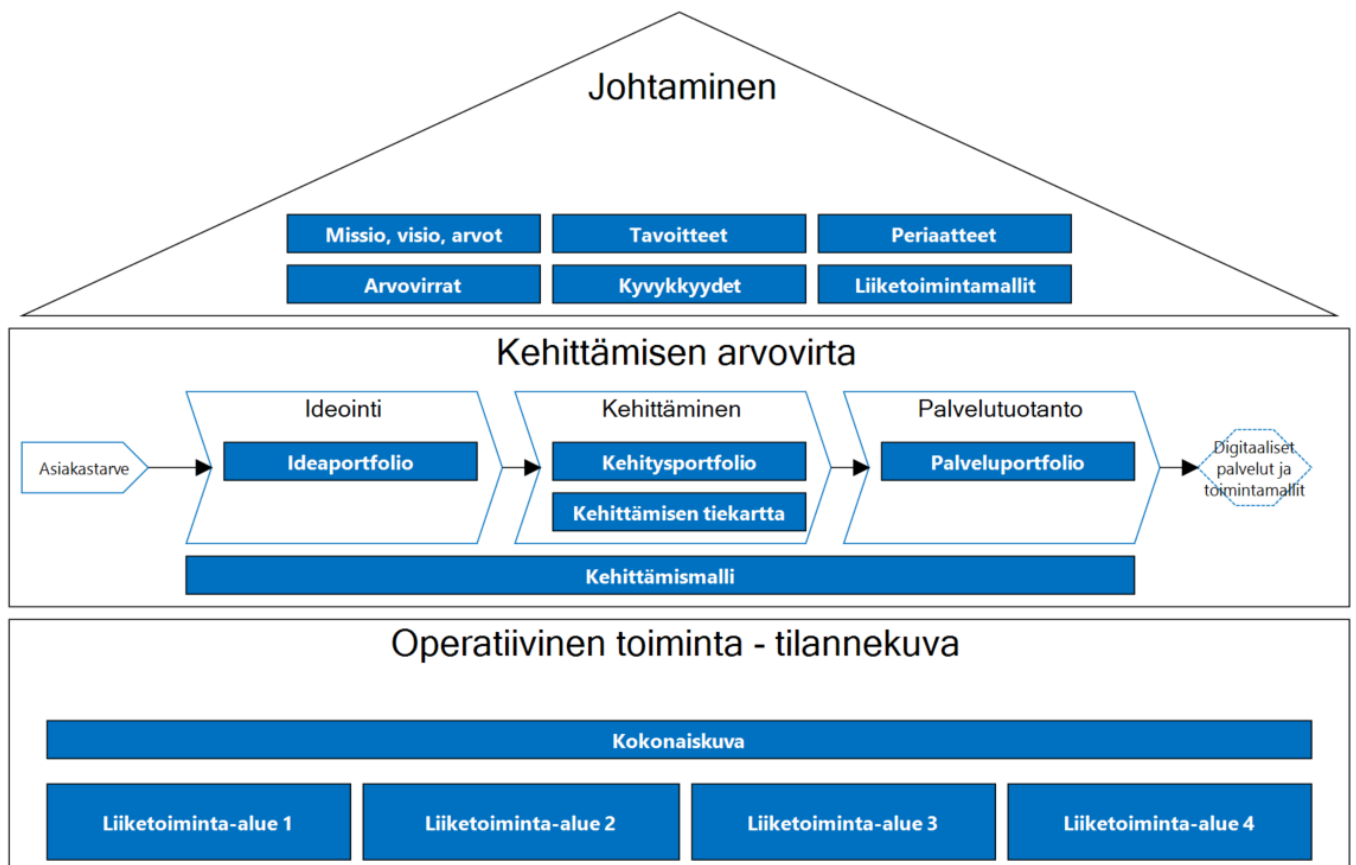 Johtaminen
Missio, visio, arvot
Tavoitteet
Periaatteet
Arvovirrat
Kyvykkyydet
Liiketoimintamallit
Kehittämisen arvovirta
Asiakastarve
Ideointi
Ideaportfolio
Kehittäminen
Kehitysportfolio
Kehittämisen tiekartta
Palvelutuotanto
Palveluportfolio
Digitaaliset
palvelut ja
toimintamallit
Kehittämismalli
Operatiivinen toiminta - tilannekuva
Kokonaiskuva
Liiketoiminta-alue 1
Liiketoiminta-alue 2
Liiketoiminta-alue 3
Liiketoiminta-alue 4